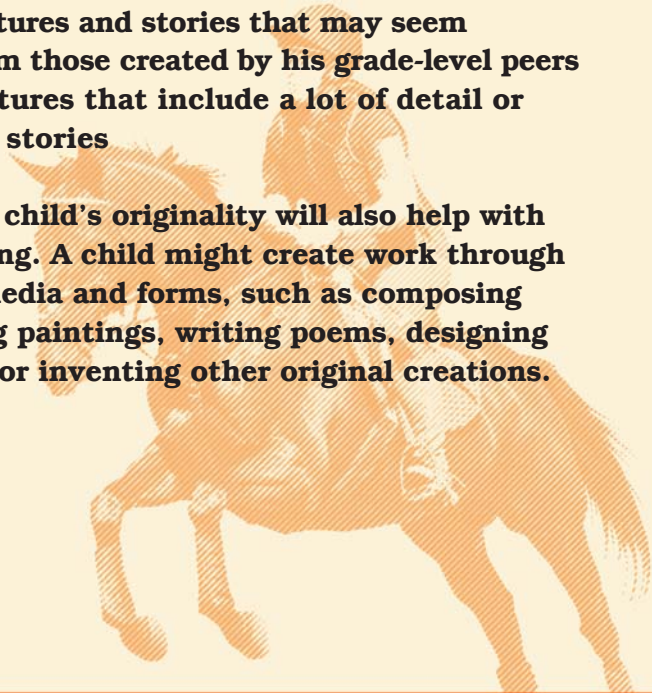 tures and stories that may seem
m those created by his grade-level peers
tures that include a lot of detail or
stories
child’s originality will also help with
ng. A child might create work through
edia and forms, such as composing
g paintings, writing poems, designing
or inventing other original creations.